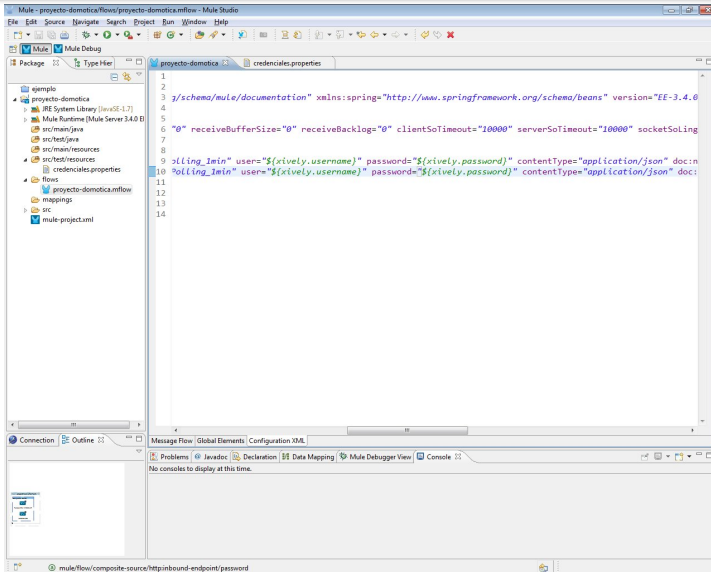 Mule - proyecto-domotica/flows/proyecto-domotica.mflow - Mule Studio
File Edit Source Navigate Search Project Run Window Help
Mule Mule Debug
Package Type Hier
ejemplo
proyecto-domotica
JRE System Library [JavaSE-1.7]
Mule Runtime [Mule Server 3.4.0 EI
src/main/java
src/test/java
src/main/resources
src/test/resources
credenciales.properties
flows
proyecto-domotica.mflow
mappings
src
mule-project.xml
proyecto-domotica credenciales.properties
1
2
3 g/schema/mule/documentation" xmlns:spring="http://www.springframework.org/schema/beans" version="EE-3.4.0
4
5
6 "0" receiveBufferSize="0" receiveBacklog="0" clientSoTimeout="10000" serverSoTimeout="10000" socketSoLing
7
8
9 olling_1min" user="${xively.username}" password="${xively.password}" contentType="application/json" doc:n
10 Polling_1min" user="${xively.username}" password="${xively.password}" contentType="application/json" doc:
11
12
13
14
Message Flow Global Elements Configuration XML
Connection Outline
Problems Javadoc Declaration Data Mapping Mule Debugger View Console
No consoles to display at this time.
mule/flow/composite-source/http:inbound-endpoint/password